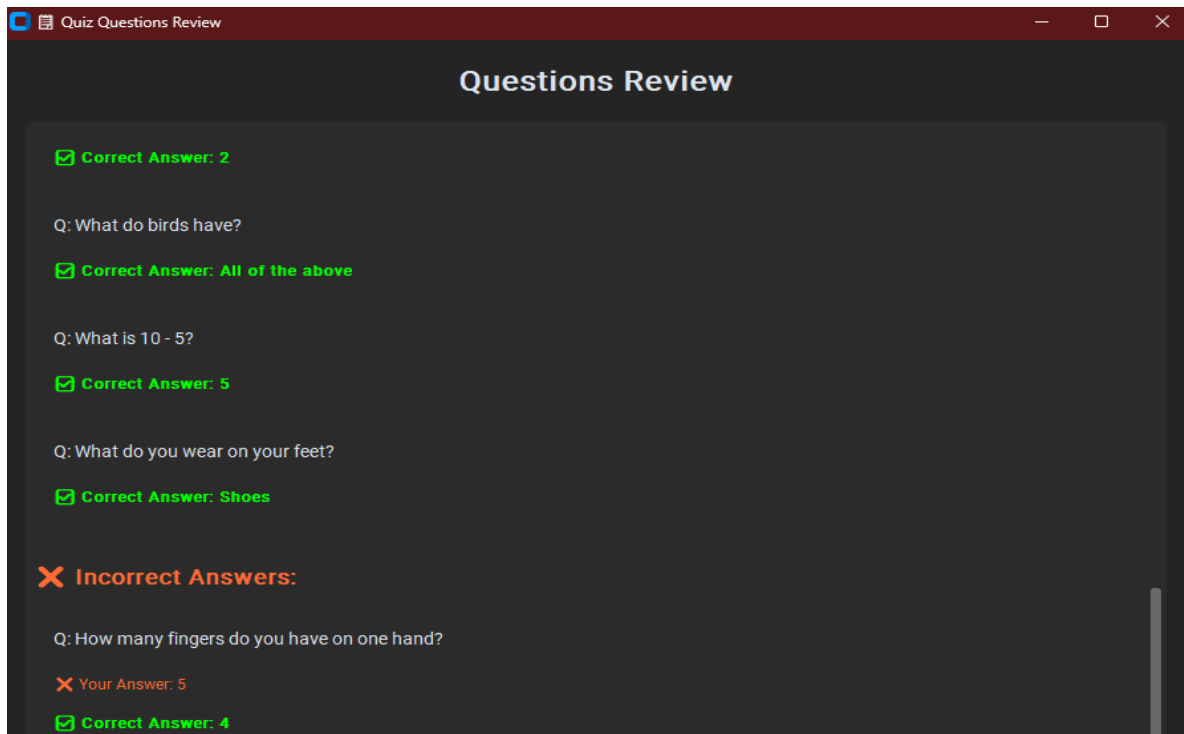 Quiz Questions Review
Questions Review
Correct Answer: 2
Q: What do birds have?
Correct Answer: All of the above
Q: What is 10 - 5?
Correct Answer: 5
Q: What do you wear on your feet?
Correct Answer: Shoes
Incorrect Answers:
Q: How many fingers do you have on one hand?
Your Answer: 5
Correct Answer: 4